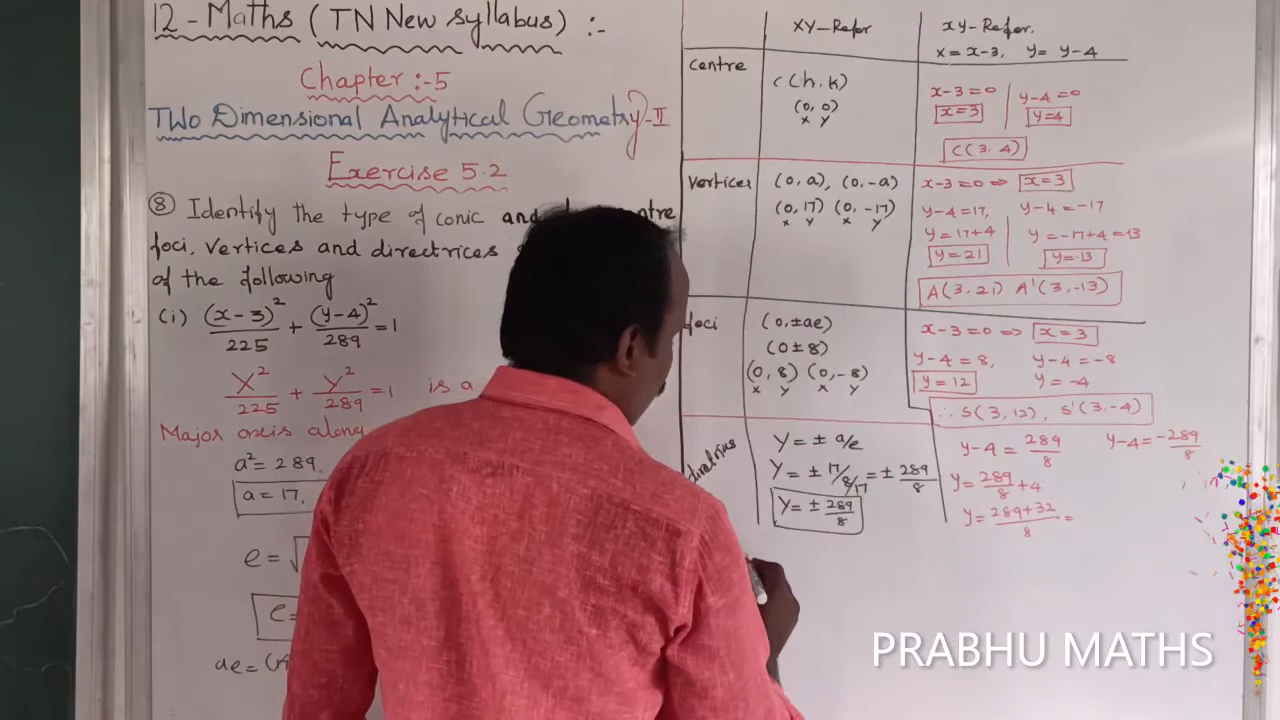 12 - Maths (TN New syllabus) :-
Chapter :- 5
Two Dimensional Analytical Geometry - II
Exercise 5.2
⑧ Identify the type of conic and
foci, vertices and directrices
of the following
(i) (x-3)²/225 + (y-4)²/289 = 1
X²/225 + Y²/289 = 1 is a
Major axis along
a² = 289
a = 17.
e = √
ae =
XY-Refer
xy-Refer.
X = x-3, Y = y-4
centre
C(h, k)
(0, 0)
x y
x-3=0
x=3
y-4=0
y=4
C(3, 4)
Vertices
(0, a), (0, -a)
(0, 17) (0, -17)
x y x y
x-3=0 ⇒ x=3
y-4=17, y-4=-17
y=17+4 y=-17+4=13
y=21 y=-13
A(3, 21) A'(3, -13)
foci
(0, ±ae)
(0 ± 8)
(0, 8) (0, -8)
x y x y
x-3=0 ⇒ x=3
y-4=8, y-4=-8
y=12 y=-4
∴ S(3, 12), S'(3, -4)
Y = ± a/e
Y = ± 17/8/17 = ± 289/8
Y = ± 289/8
y-4 = 289/8 y-4 = -289/8
y = 289/8 + 4
y = 289+32/8 =
PRABHU MATHS